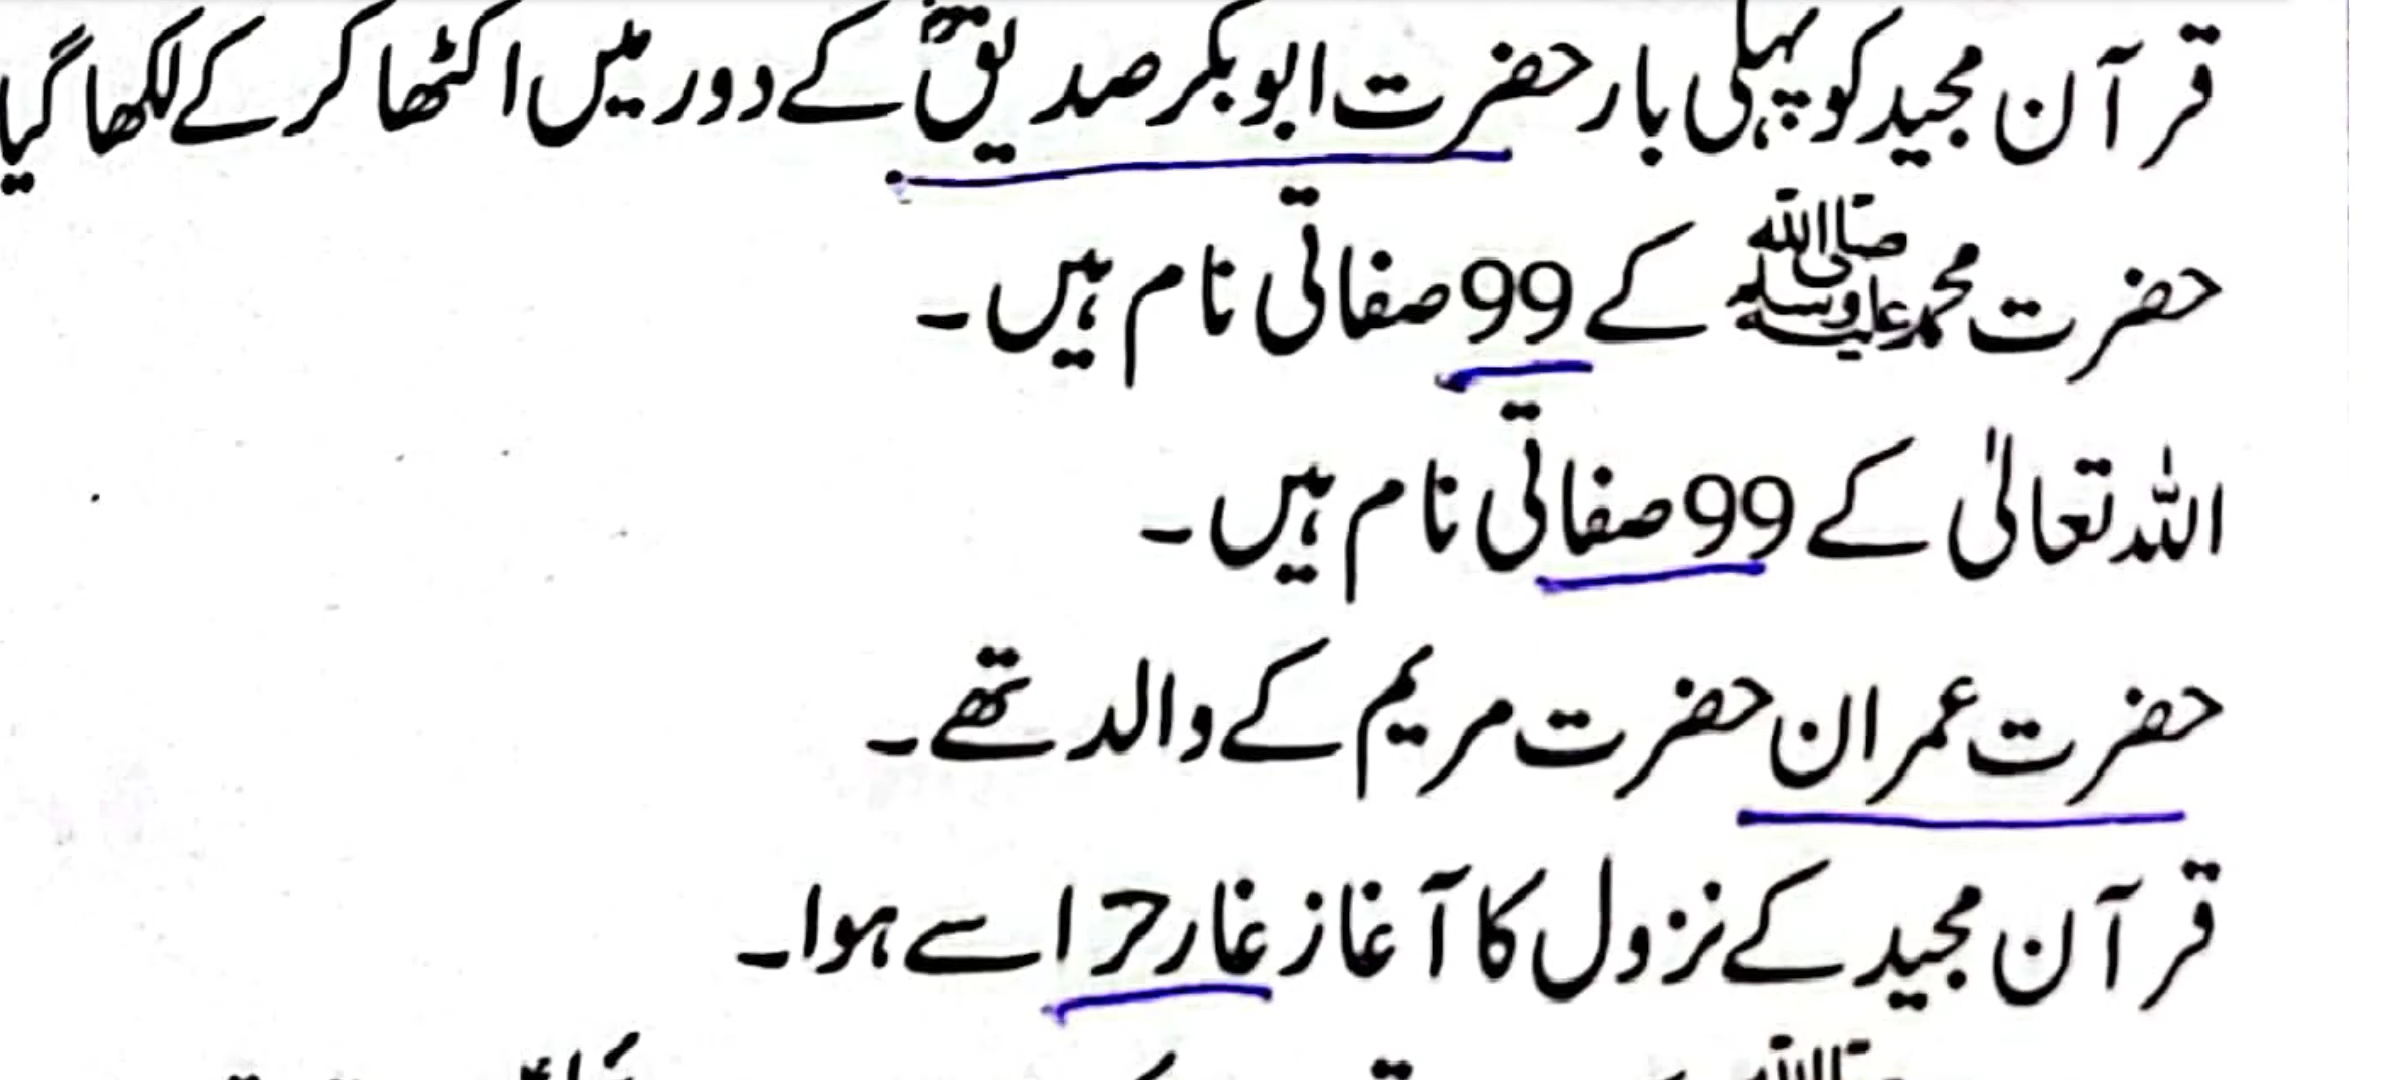 قرآن مجید کو پہلی بار حضرت ابوبکر صدیقؓ کے دور میں اکٹھا کر کے لکھا گیا
حضرت محمد ﷺ کے 99 صفاتی نام ہیں۔
اللہ تعالیٰ کے 99 صفاتی نام ہیں۔
حضرت عمران حضرت مریم کے والد تھے۔
قرآن مجید کے نزول کا آغاز غار حرا سے ہوا۔